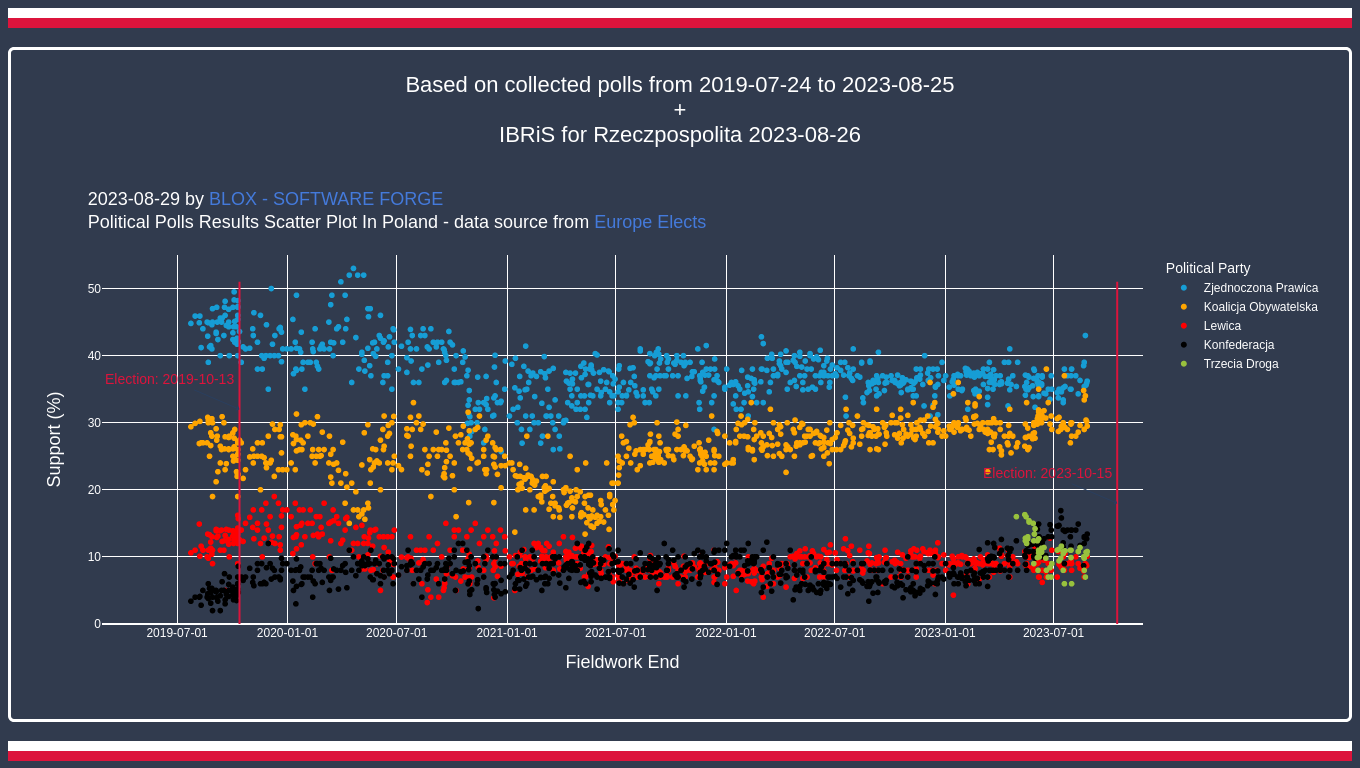 Based on collected polls from 2019-07-24 to 2023-08-25
+
IBRiS for Rzeczpospolita 2023-08-26
2023-08-29 by BLOX - SOFTWARE FORGE
Political Polls Results Scatter Plot In Poland - data source from Europe Elects
Political Party
Zjednoczona Prawica
Koalicja Obywatelska
Lewica
Konfederacja
Trzecia Droga
Support (%)
50
40
30
20
10
0
Election: 2019-10-13
Election: 2023-10-15
2019-07-01
2020-01-01
2020-07-01
2021-01-01
2021-07-01
2022-01-01
2022-07-01
2023-01-01
2023-07-01
Fieldwork End